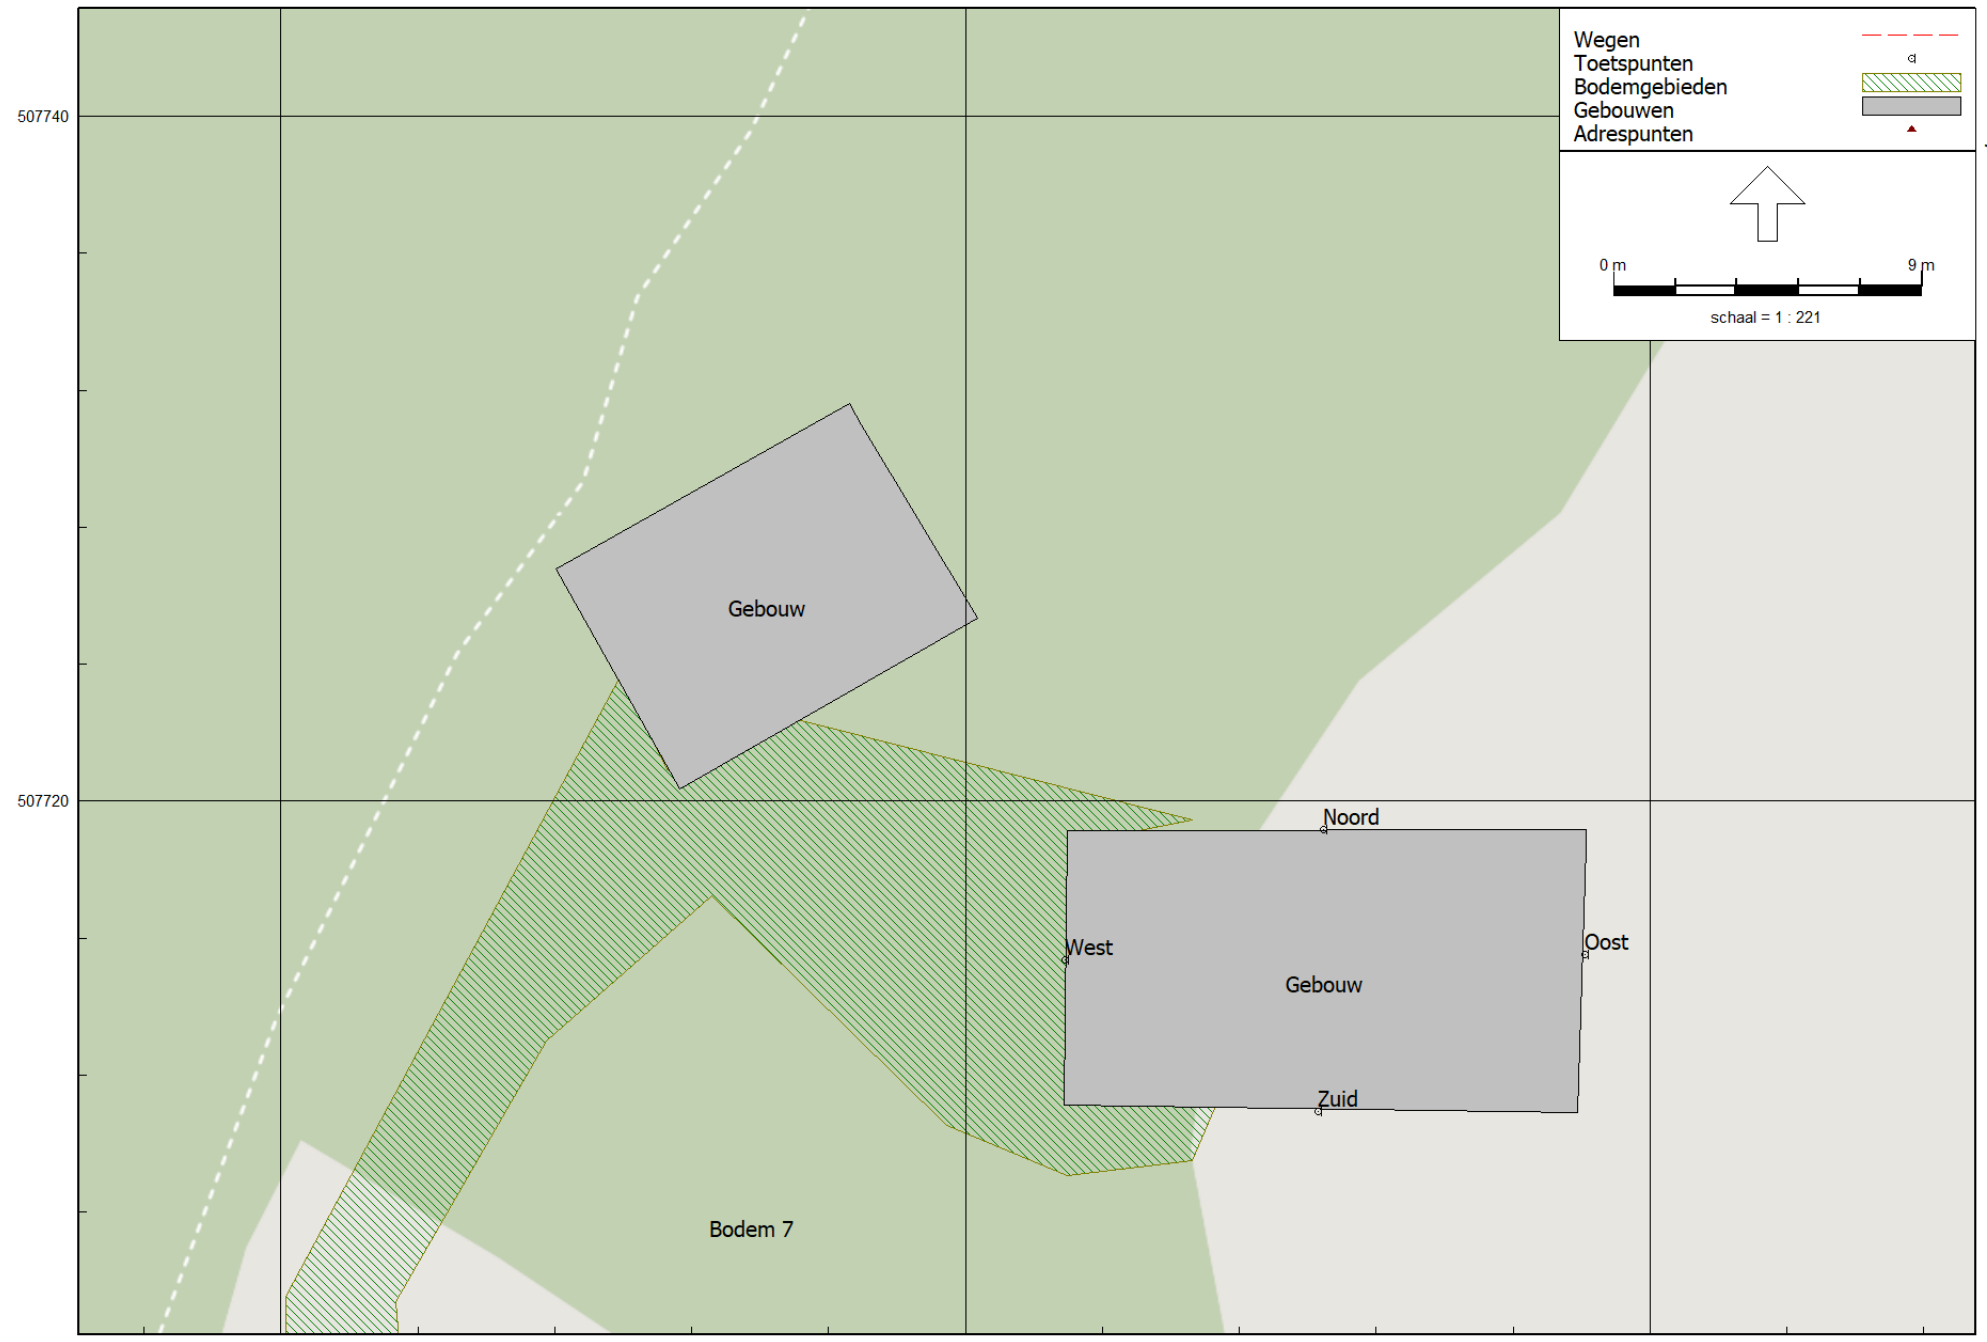 Wegen
Toetspunten
Bodemgebieden
Gebouwen
Adrespunten
0 m 9 m
schaal = 1 : 221
507740
Gebouw
507720
Noord
West
Oost
Gebouw
Zuid
Bodem 7